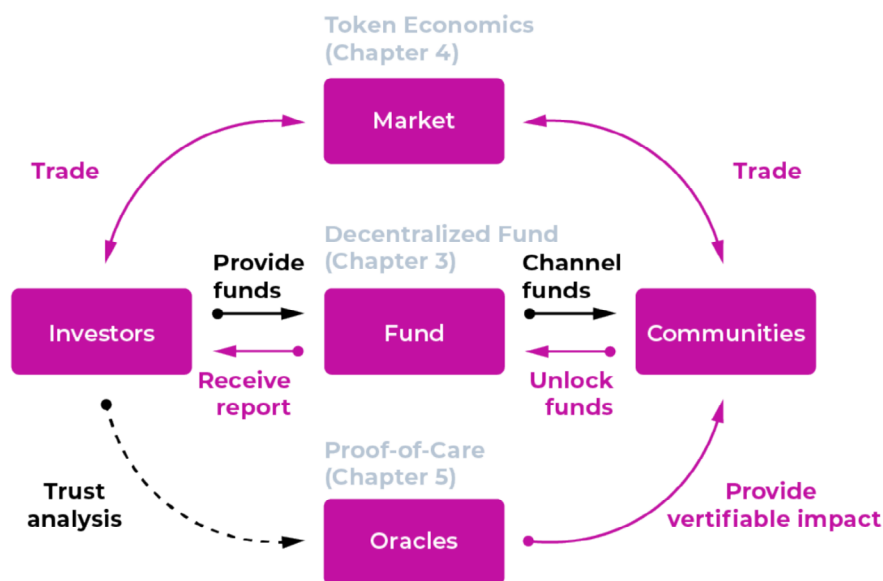 Token Economics
(Chapter 4)
Market
Trade
Trade
Decentralized Fund
(Chapter 3)
Provide
funds
Channel
funds
Investors
Fund
Communities
Receive
report
Unlock
funds
Proof-of-Care
(Chapter 5)
Trust
analysis
Oracles
Provide
vertifiable impact